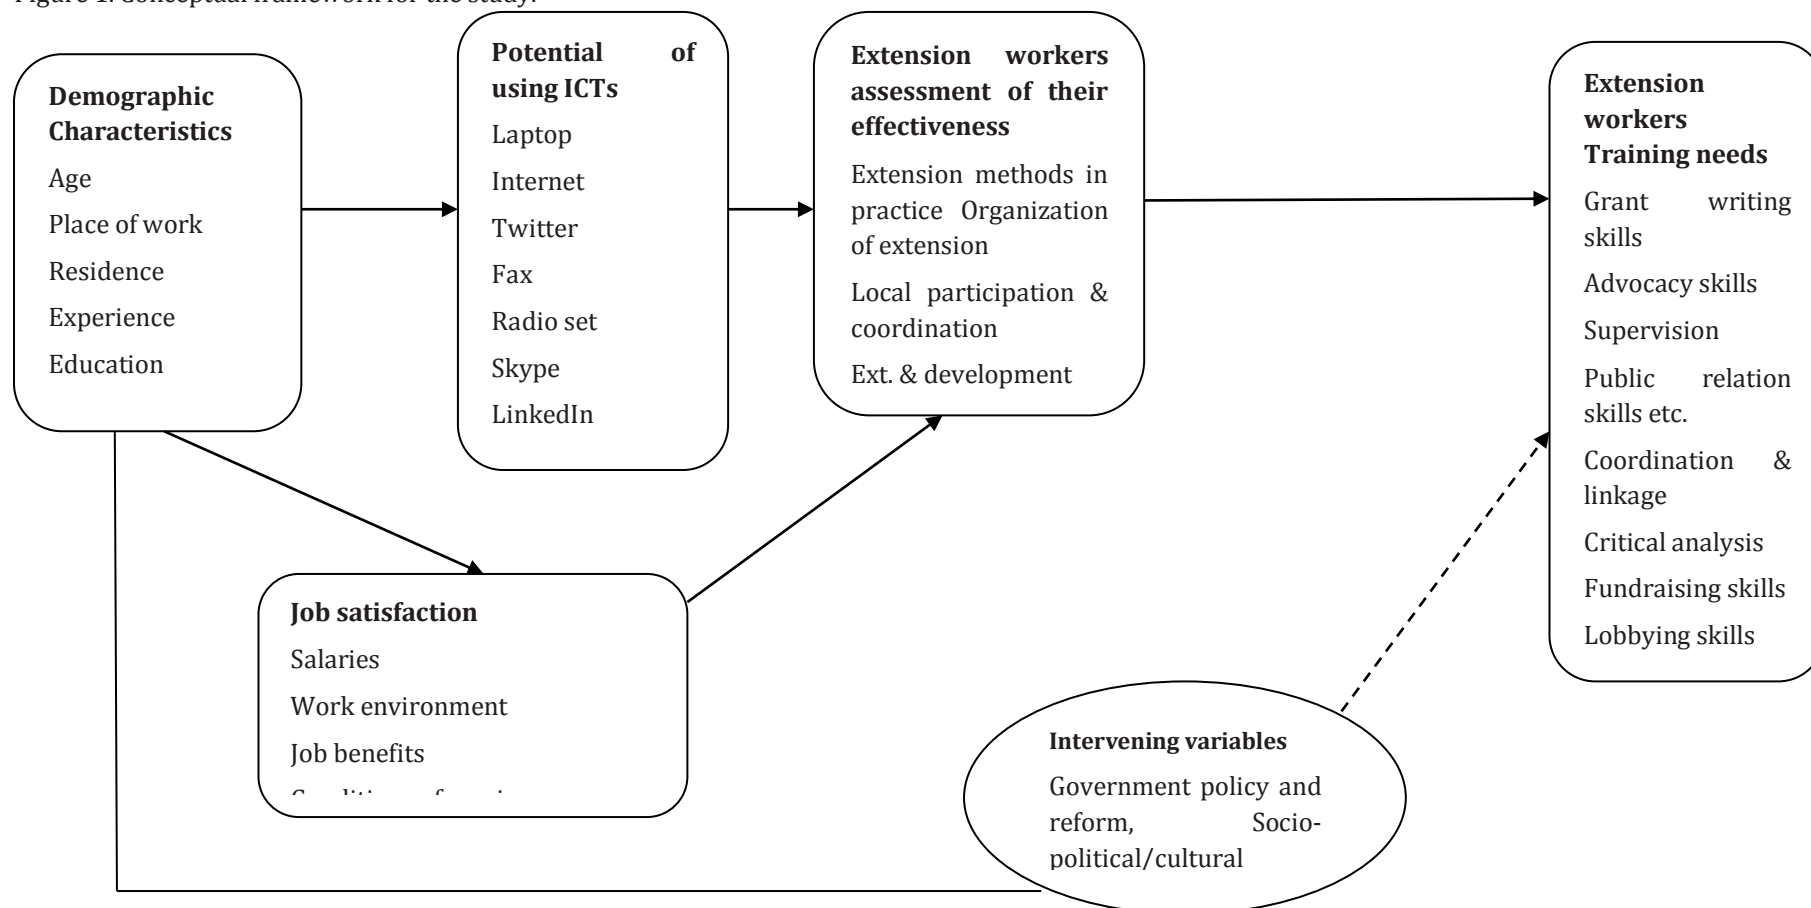 Demographic
Characteristics
Age
Place of work
Residence
Experience
Education
Potential of
using ICTs
Laptop
Internet
Twitter
Fax
Radio set
Skype
LinkedIn
Extension workers
assessment of their
effectiveness
Extension methods in
practice Organization
of extension
Local participation &
coordination
Ext. & development
Extension
workers
Training needs
Grant writing
skills
Advocacy skills
Supervision
Public relation
skills etc.
Coordination &
linkage
Critical analysis
Fundraising skills
Lobbying skills
Job satisfaction
Salaries
Work environment
Job benefits
Intervening variables
Government policy and
reform, Socio-
political/cultural